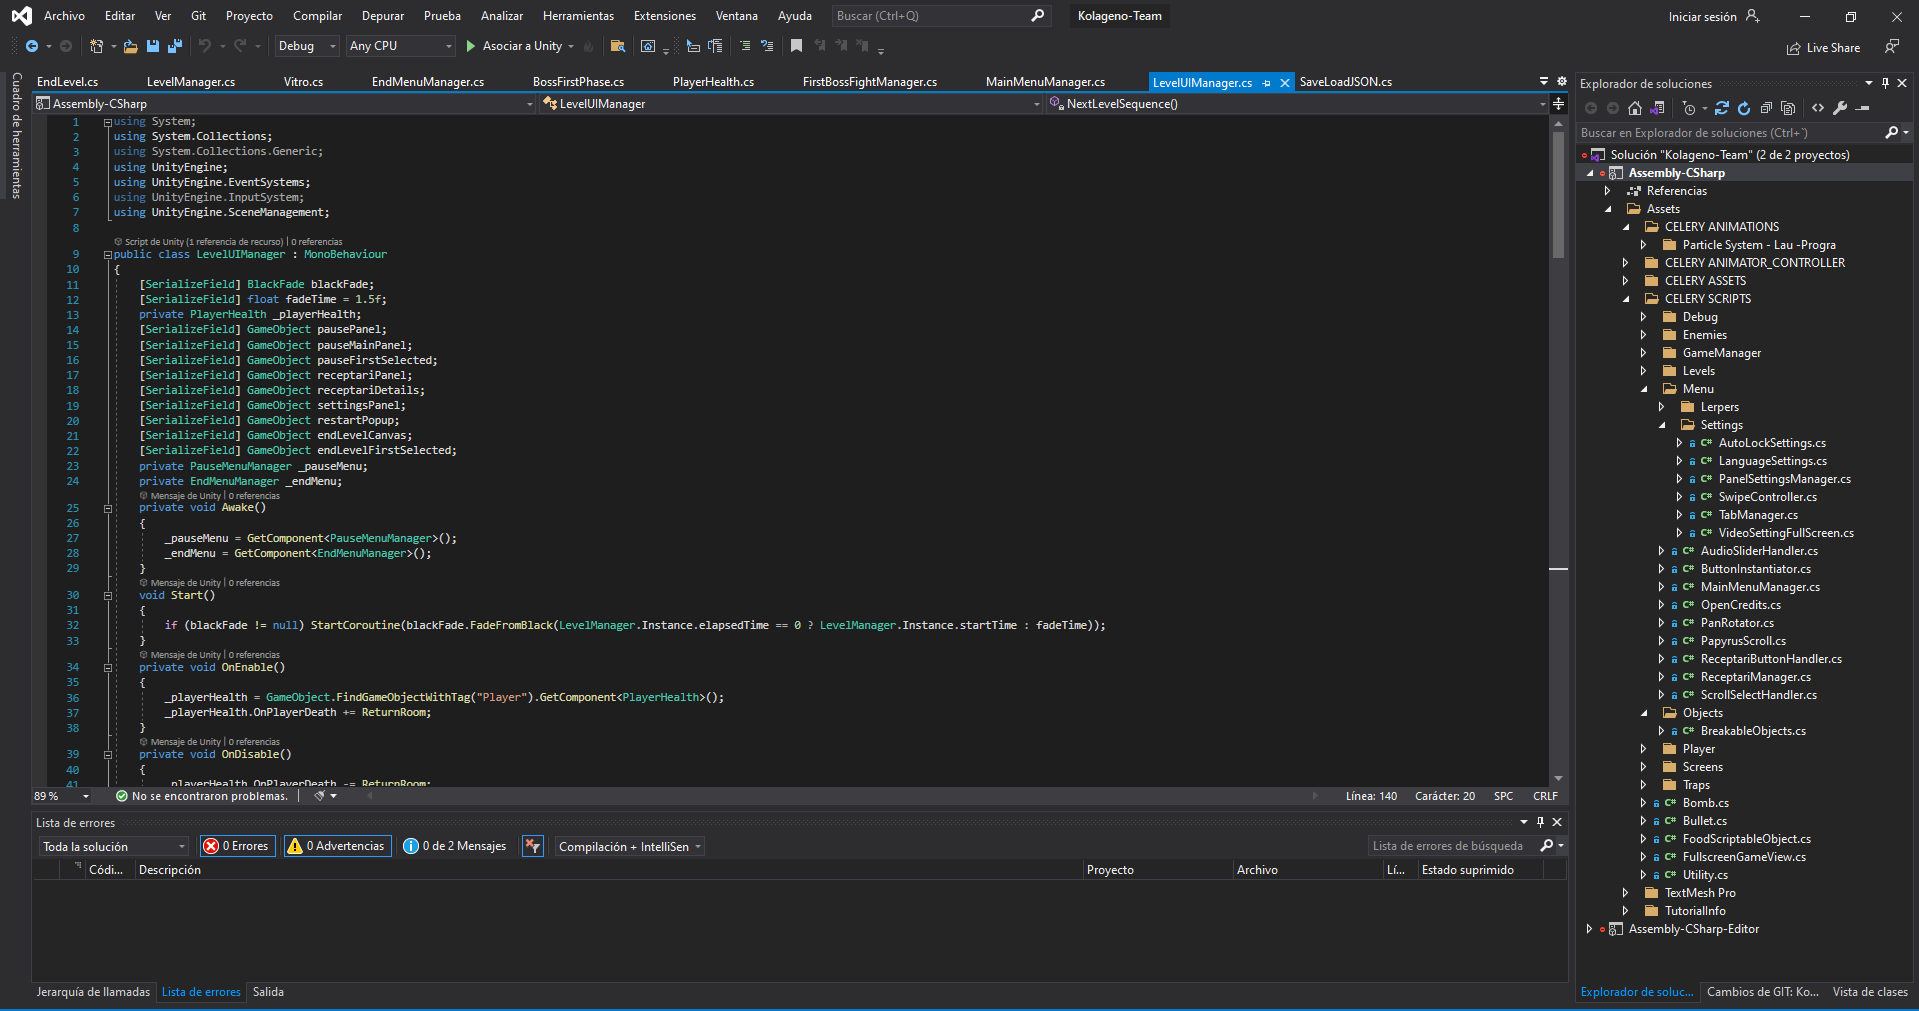 Archivo Editar Ver Git Proyecto Compilar Depurar Prueba Analizar Herramientas Extensiones Ventana Ayuda Buscar (Ctrl+Q) Kolageno-Team Iniciar sesión
Debug Any CPU Asociar a Unity Live Share
Cuadro de herramientas
EndLevel.cs LevelManager.cs Vitro.cs EndMenuManager.cs BossFirstPhase.cs PlayerHealth.cs FirstBossFightManager.cs MainMenuManager.cs LevelUIManager.cs SaveLoadJSON.cs
Assembly-CSharp LevelUIManager NextLevelSequence()
1 using System;
2 using System.Collections;
3 using System.Collections.Generic;
4 using UnityEngine;
5 using UnityEngine.EventSystems;
6 using UnityEngine.InputSystem;
7 using UnityEngine.SceneManagement;
8
Script de Unity (1 referencia de recurso) | 0 referencias
9 public class LevelUIManager : MonoBehaviour
10 {
11 [SerializeField] BlackFade blackFade;
12 [SerializeField] float fadeTime = 1.5f;
13 private PlayerHealth _playerHealth;
14 [SerializeField] GameObject pausePanel;
15 [SerializeField] GameObject pauseMainPanel;
16 [SerializeField] GameObject pauseFirstSelected;
17 [SerializeField] GameObject receptariPanel;
18 [SerializeField] GameObject receptariDetails;
19 [SerializeField] GameObject settingsPanel;
20 [SerializeField] GameObject restartPopup;
21 [SerializeField] GameObject endLevelCanvas;
22 [SerializeField] GameObject endLevelFirstSelected;
23 private PauseMenuManager _pauseMenu;
24 private EndMenuManager _endMenu;
Mensaje de Unity | 0 referencias
25 private void Awake()
26 {
27 _pauseMenu = GetComponent<PauseMenuManager>();
28 _endMenu = GetComponent<EndMenuManager>();
29 }
Mensaje de Unity | 0 referencias
30 void Start()
31 {
32 if (blackFade != null) StartCoroutine(blackFade.FadeFromBlack(LevelManager.Instance.elapsedTime == 0 ? LevelManager.Instance.startTime : fadeTime));
33 }
Mensaje de Unity | 0 referencias
34 private void OnEnable()
35 {
36 _playerHealth = GameObject.FindGameObjectWithTag("Player").GetComponent<PlayerHealth>();
37 _playerHealth.OnPlayerDeath += ReturnRoom;
38 }
Mensaje de Unity | 0 referencias
39 private void OnDisable()
40 {
41 _playerHealth.OnPlayerDeath -= ReturnRoom;
89 % No se encontraron problemas. Línea: 140 Carácter: 20 SPC CRLF
Lista de errores
Toda la solución 0 Errores 0 Advertencias 0 de 2 Mensajes Compilación + IntelliSen Lista de errores de búsqueda
Códi... Descripción Proyecto Archivo Lí... Estado suprimido
Jerarquía de llamadas Lista de errores Salida
Explorador de soluciones
Buscar en Explorador de soluciones (Ctrl+`)
Solución "Kolageno-Team" (2 de 2 proyectos)
Assembly-CSharp
Referencias
Assets
CELERY ANIMATIONS
Particle System - Lau -Progra
CELERY ANIMATOR_CONTROLLER
CELERY ASSETS
CELERY SCRIPTS
Debug
Enemies
GameManager
Levels
Menu
Lerpers
Settings
C# AutoLockSettings.cs
C# LanguageSettings.cs
C# PanelSettingsManager.cs
C# SwipeController.cs
C# TabManager.cs
C# VideoSettingFullScreen.cs
C# AudioSliderHandler.cs
C# ButtonInstantiator.cs
C# MainMenuManager.cs
C# OpenCredits.cs
C# PanRotator.cs
C# PapyrusScroll.cs
C# ReceptariButtonHandler.cs
C# ReceptariManager.cs
C# ScrollSelectHandler.cs
Objects
C# BreakableObjects.cs
Player
Screens
Traps
C# Bomb.cs
C# Bullet.cs
C# FoodScriptableObject.cs
C# FullscreenGameView.cs
C# Utility.cs
TextMesh Pro
TutorialInfo
Assembly-CSharp-Editor
Explorador de soluc... Cambios de GIT: Ko... Vista de clases